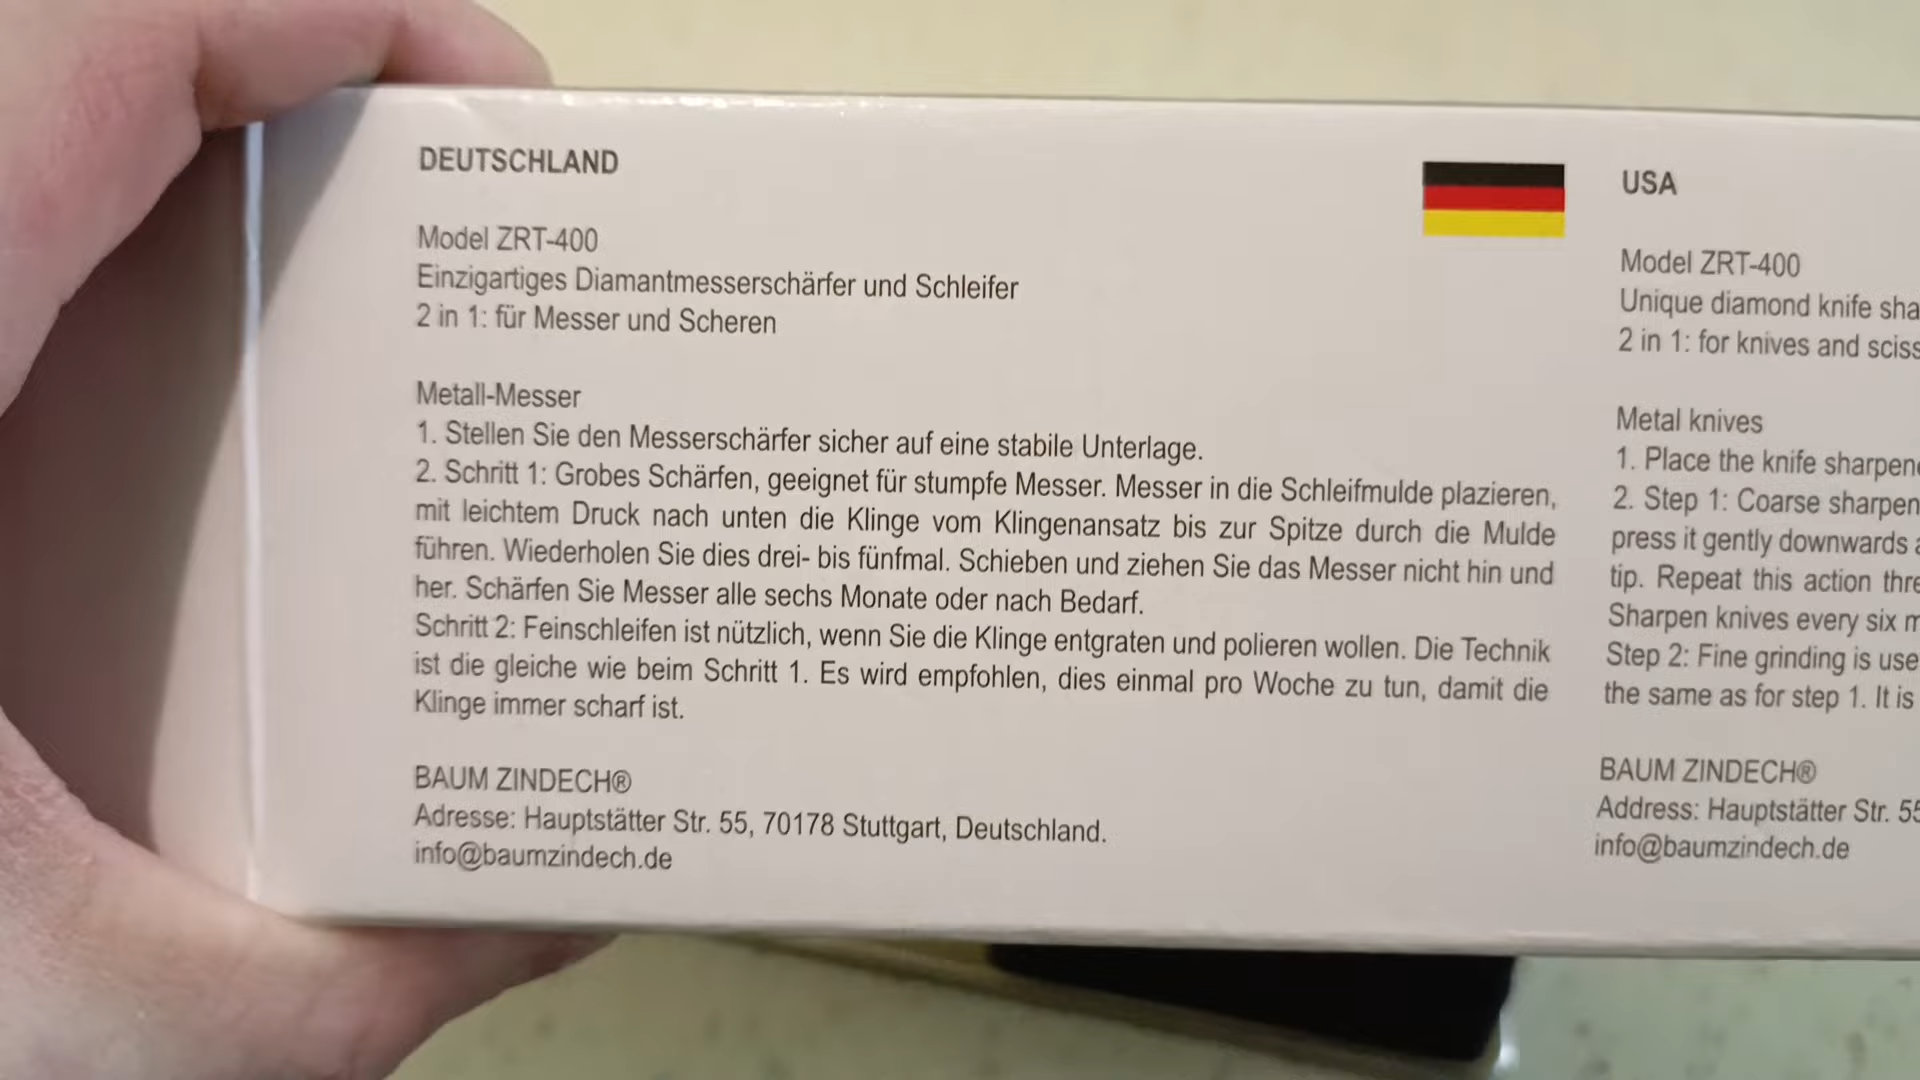 DEUTSCHLAND
Model ZRT-400
Einzigartiges Diamantmesserschärfer und Schleifer
2 in 1: für Messer und Scheren
Metall-Messer
1. Stellen Sie den Messerschärfer sicher auf eine stabile Unterlage.
2. Schritt 1: Grobes Schärfen, geeignet für stumpfe Messer. Messer in die Schleifmulde plazieren,
mit leichtem Druck nach unten die Klinge vom Klingenansatz bis zur Spitze durch die Mulde
führen. Wiederholen Sie dies drei- bis fünfmal. Schieben und ziehen Sie das Messer nicht hin und
her. Schärfen Sie Messer alle sechs Monate oder nach Bedarf.
Schritt 2: Feinschleifen ist nützlich, wenn Sie die Klinge entgraten und polieren wollen. Die Technik
ist die gleiche wie beim Schritt 1. Es wird empfohlen, dies einmal pro Woche zu tun, damit die
Klinge immer scharf ist.
BAUM ZINDECH®
Adresse: Hauptstätter Str. 55, 70178 Stuttgart, Deutschland.
info@baumzindech.de
USA
Model ZRT-400
Unique diamond knife
2 in 1: for knives and
Metal knives
1. Place the knife
2. Step 1: Coarse
press it gently downwards
tip. Repeat this action
Sharpen knives every six
Step 2: Fine grinding is
the same as for step 1. It is
BAUM ZINDECH®
Address: Hauptstätter Str. 55
info@baumzindech.de